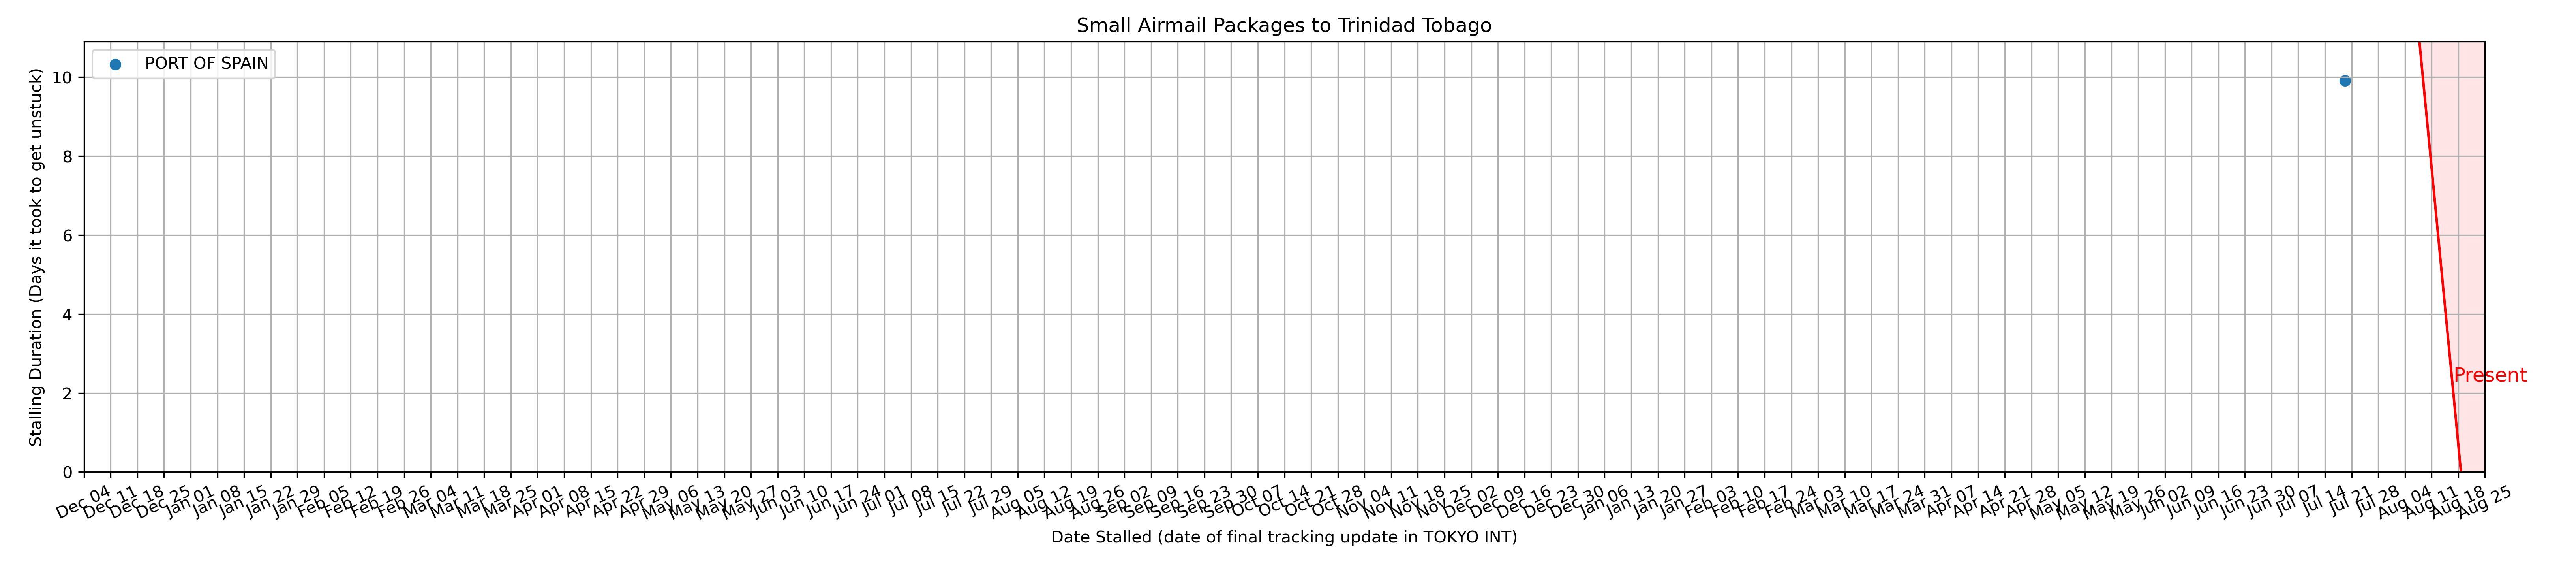 Small Airmail Packages to Trinidad Tobago
PORT OF SPAIN
Stalling Duration (Days it took to get unstuck)
10
8
6
4
2
0
Present
Dec 04
Dec 11
Dec 18
Dec 25
Jan 01
Jan 08
Jan 15
Jan 22
Jan 29
Feb 05
Feb 12
Feb 19
Feb 26
Mar 04
Mar 11
Mar 18
Mar 25
Apr 01
Apr 08
Apr 15
Apr 22
Apr 29
May 06
May 13
May 20
May 27
Jun 03
Jun 10
Jun 17
Jun 24
Jul 01
Jul 08
Jul 15
Jul 22
Jul 29
Aug 05
Aug 12
Aug 19
Aug 26
Sep 02
Sep 09
Sep 16
Sep 23
Sep 30
Oct 07
Oct 14
Oct 21
Oct 28
Nov 04
Nov 11
Nov 18
Nov 25
Dec 02
Dec 09
Dec 16
Dec 23
Dec 30
Jan 06
Jan 13
Jan 20
Jan 27
Feb 03
Feb 10
Feb 17
Feb 24
Mar 03
Mar 10
Mar 17
Mar 24
Mar 31
Apr 07
Apr 14
Apr 21
Apr 28
May 05
May 12
May 19
May 26
Jun 02
Jun 09
Jun 16
Jun 23
Jun 30
Jul 07
Jul 14
Jul 21
Jul 28
Aug 04
Aug 11
Aug 18
Aug 25
Date Stalled (date of final tracking update in TOKYO INT)